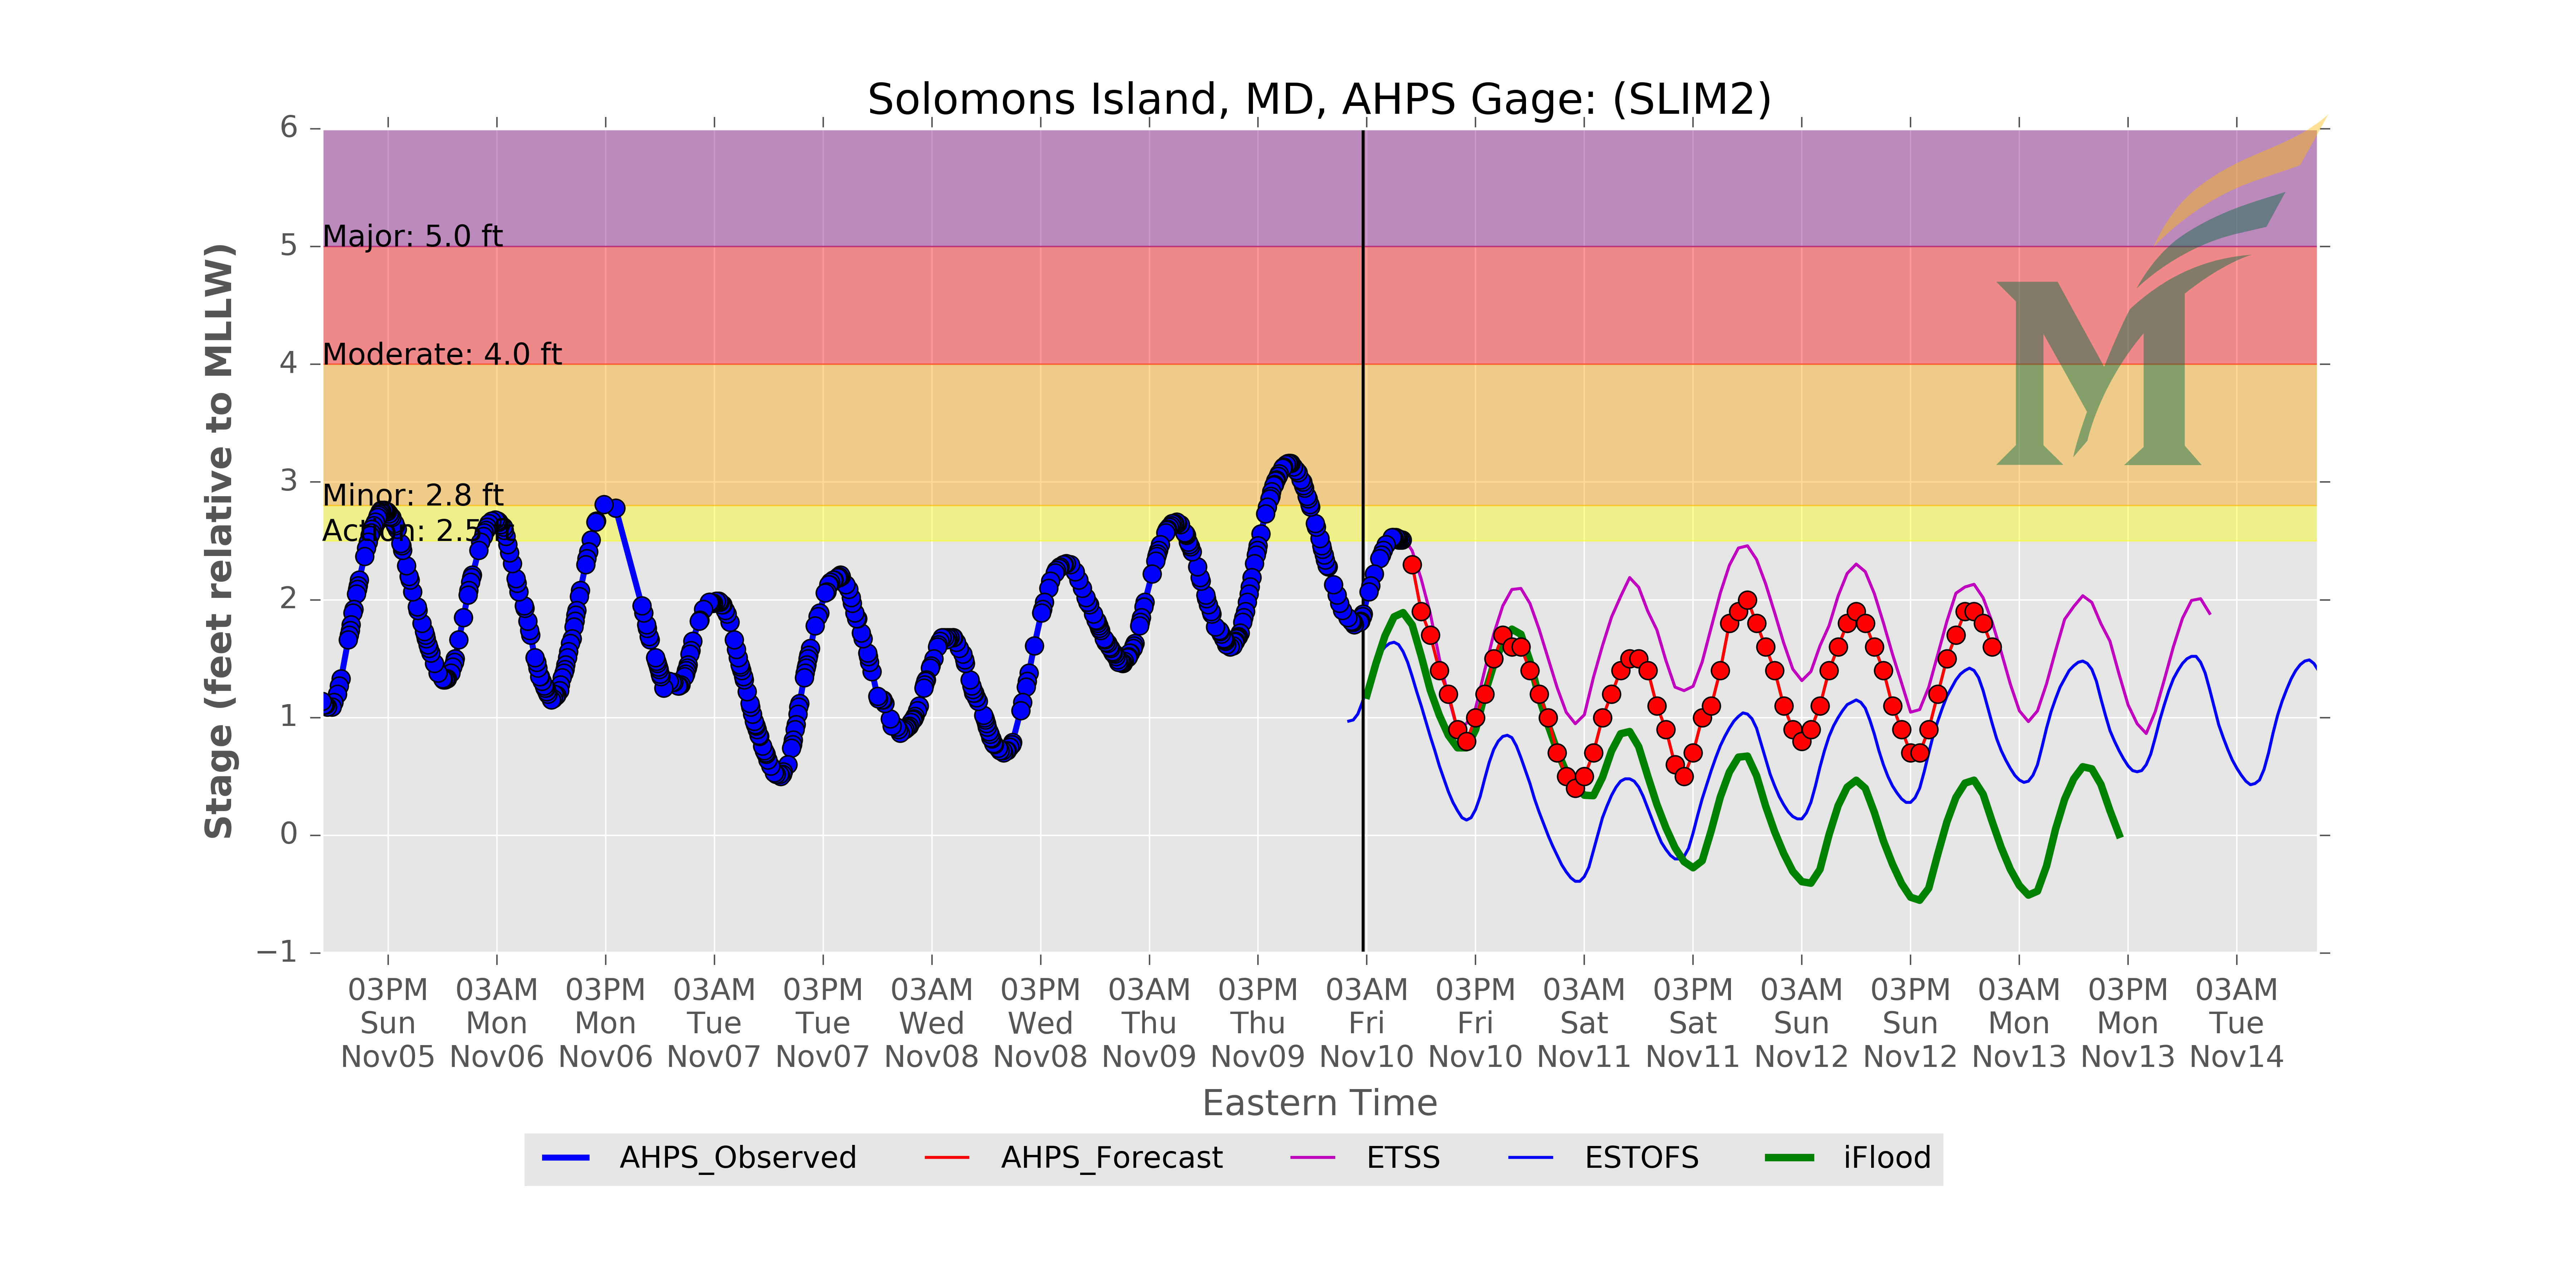 Solomons Island, MD, AHPS Gage: (SLIM2)
6
5
4
3
2
1
0
−1
Stage (feet relative to MLLW)
Major: 5.0 ft
Moderate: 4.0 ft
Minor: 2.8 ft
Action: 2.5 ft
03PM 03AM 03PM 03AM 03PM 03AM 03PM 03AM 03PM 03AM 03PM 03AM 03PM 03AM 03PM 03AM 03PM 03AM
Sun Mon Mon Tue Tue Wed Wed Thu Thu Fri Fri Sat Sat Sun Sun Mon Mon Tue
Nov05 Nov06 Nov06 Nov07 Nov07 Nov08 Nov08 Nov09 Nov09 Nov10 Nov10 Nov11 Nov11 Nov12 Nov12 Nov13 Nov13 Nov14
Eastern Time
AHPS_Observed AHPS_Forecast ETSS ESTOFS iFlood
M